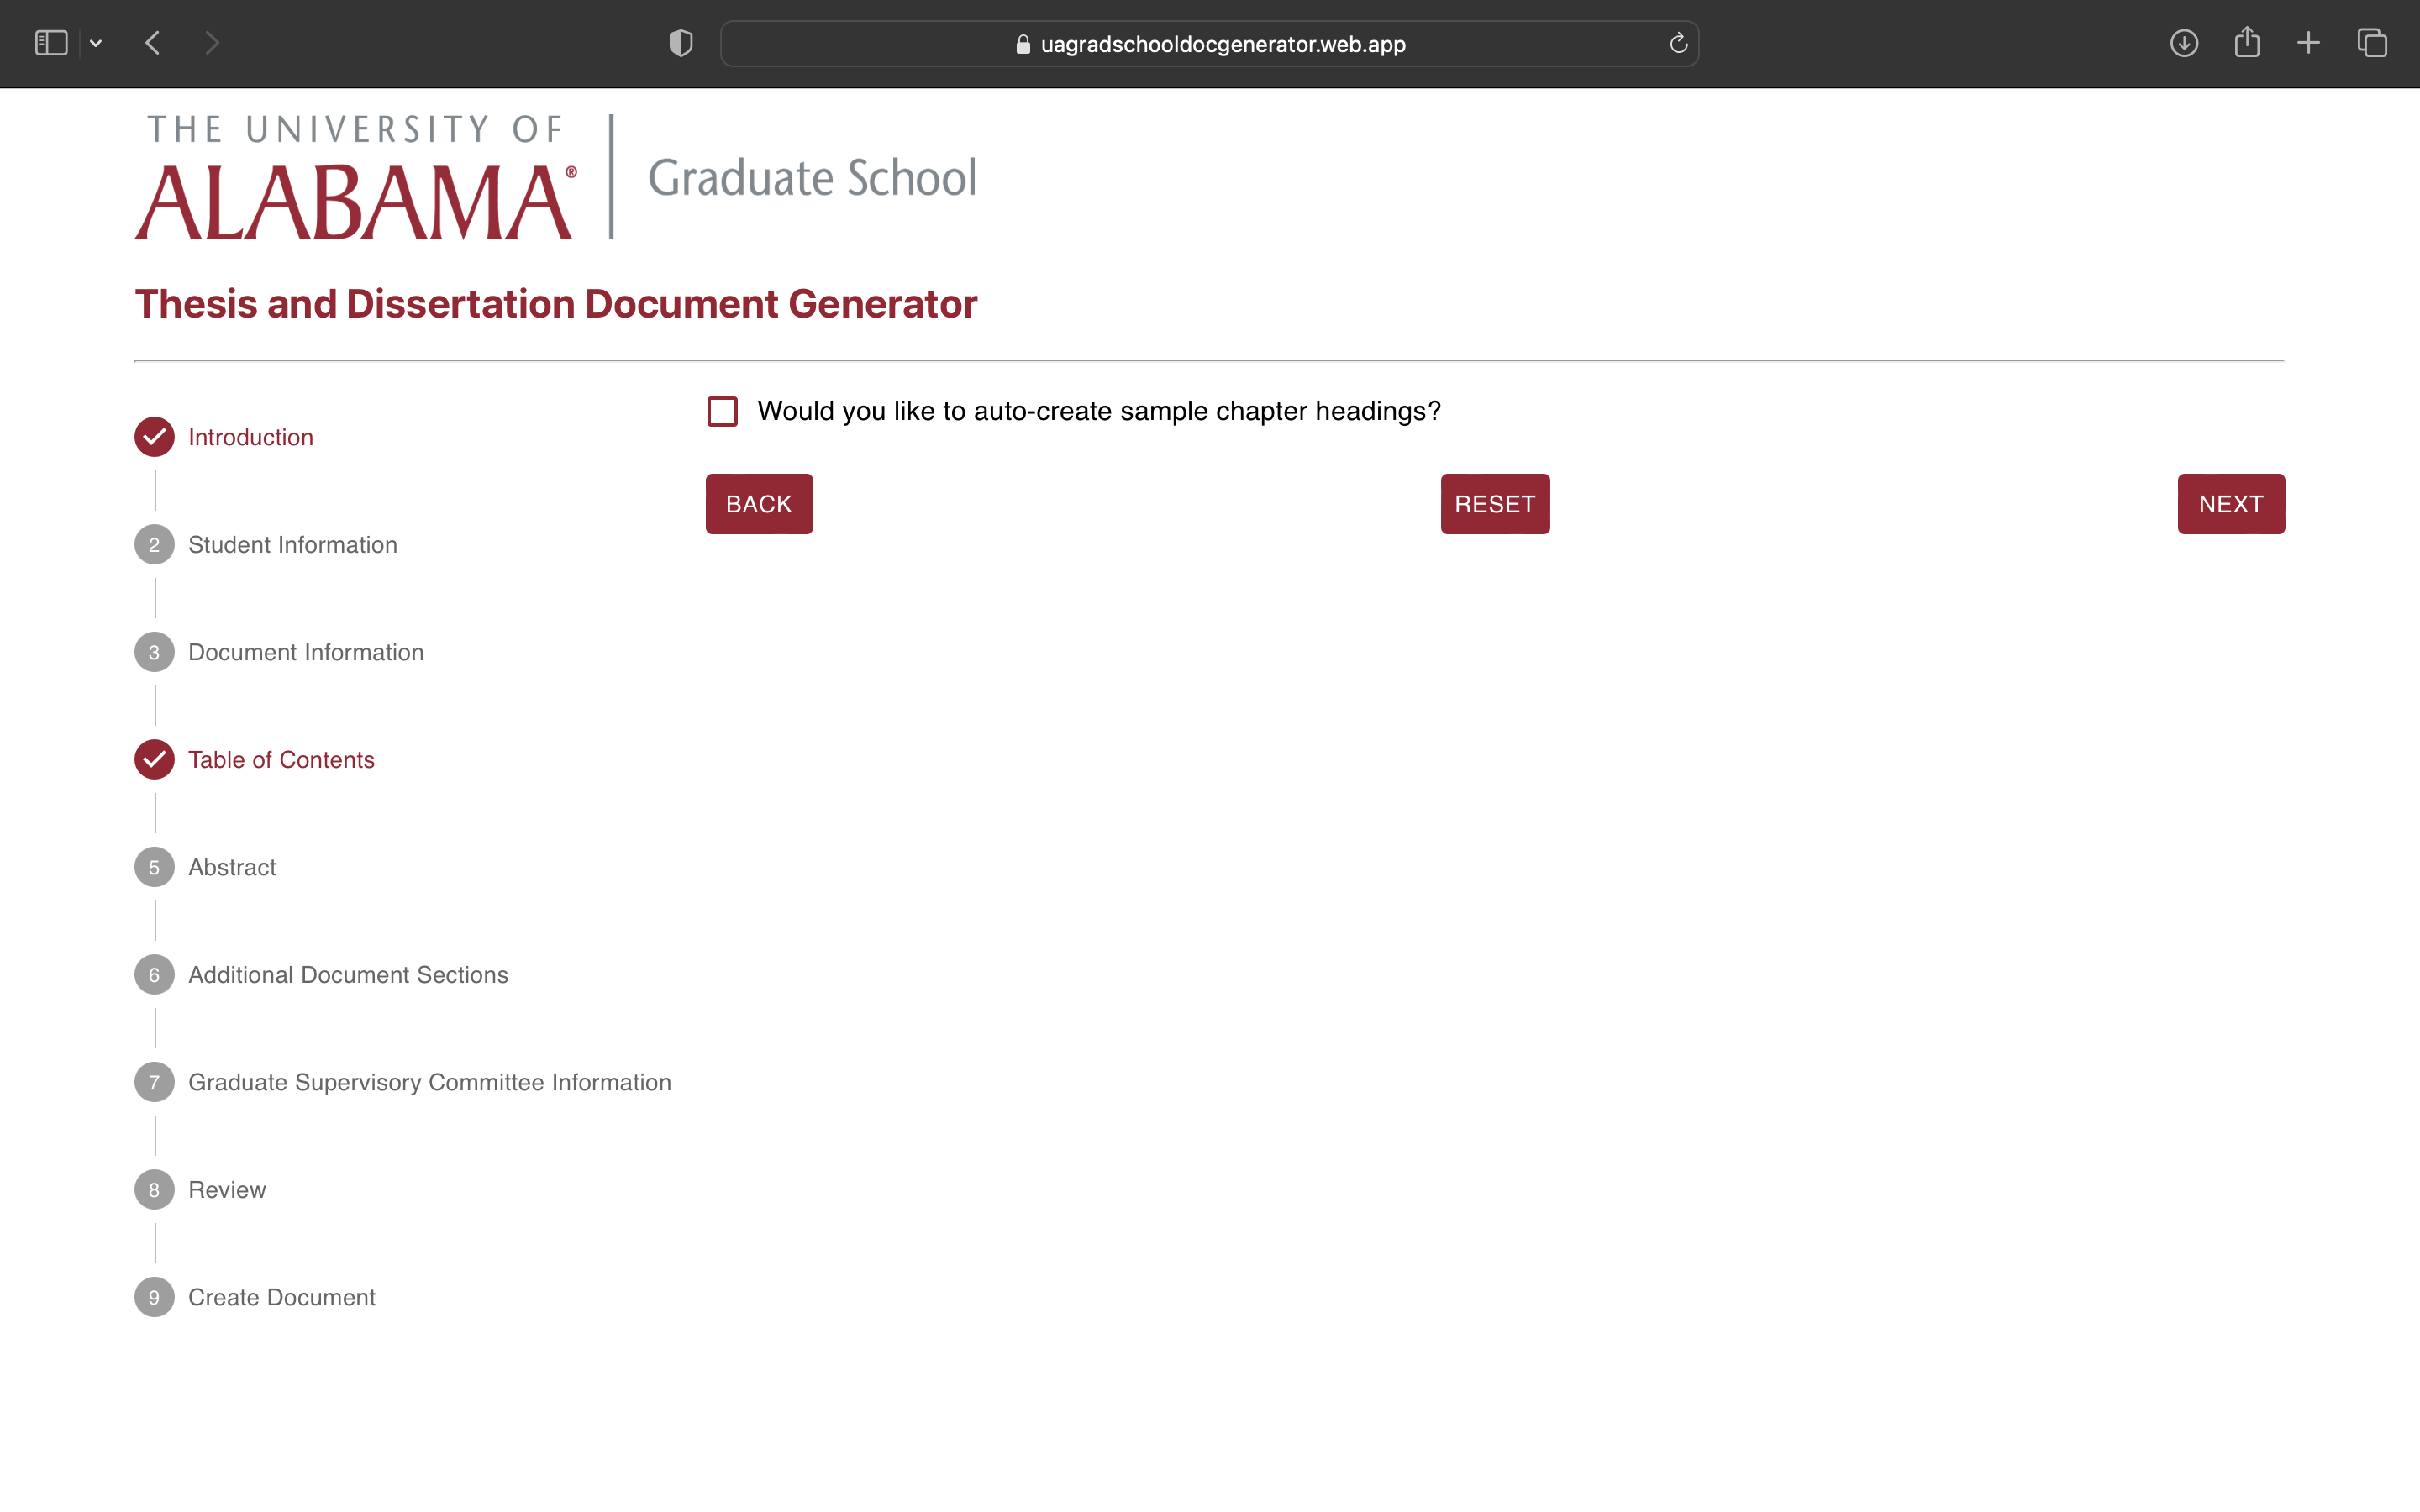 uagradschooldocgenerator.web.app
THE UNIVERSITY OF
ALABAMA®
Graduate School
Thesis and Dissertation Document Generator
Would you like to auto-create sample chapter headings?
BACK
RESET
NEXT
Introduction
2 Student Information
3 Document Information
Table of Contents
5 Abstract
6 Additional Document Sections
7 Graduate Supervisory Committee Information
8 Review
9 Create Document